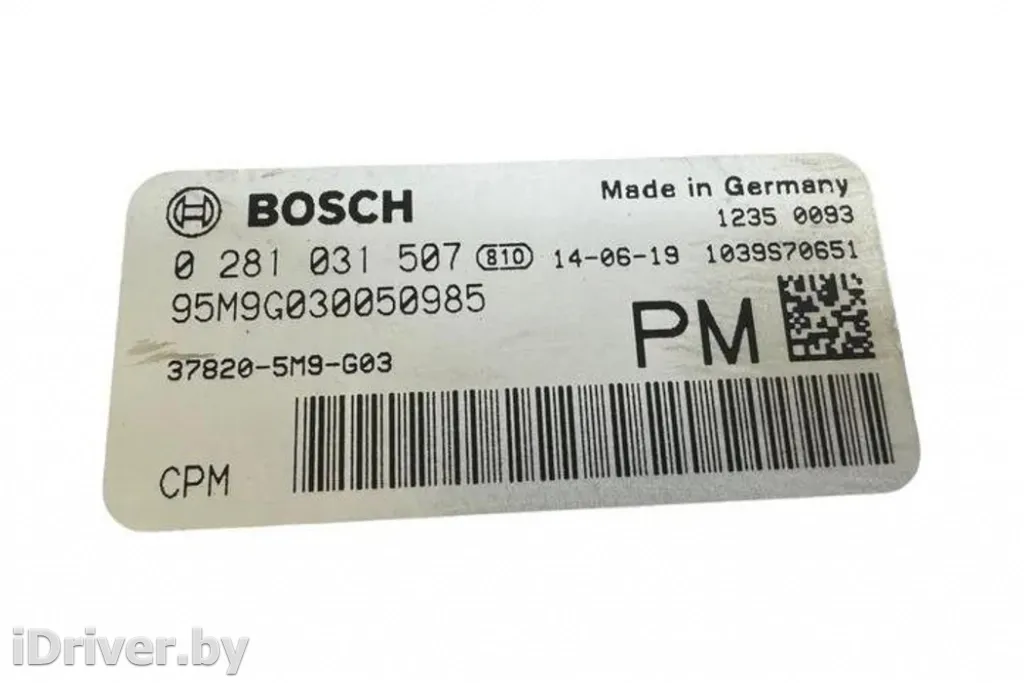 BOSCH Made in Germany
1235 0093
0 281 031 507 810 14-06-19 1039S70651
95M9G030050985
PM
37820-5M9-G03
CPM
iDriver.by